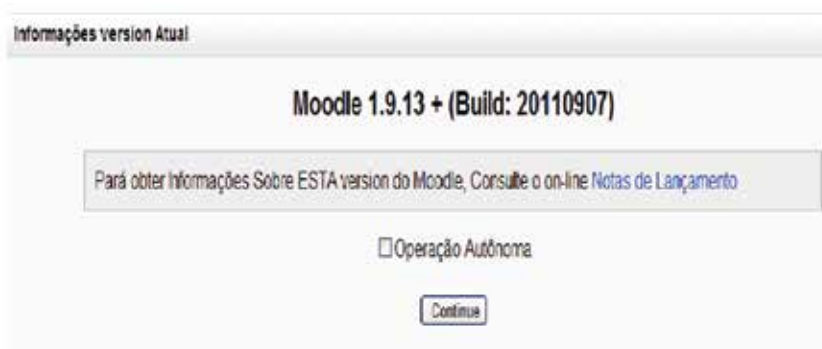 Informações version Atual
Moodle 1.9.13 + (Build: 20110907)
Pará obter Informações Sobre ESTA version do Moodle, Consulte o on-line Notas de Lançamento
Operação Autônoma
Continue